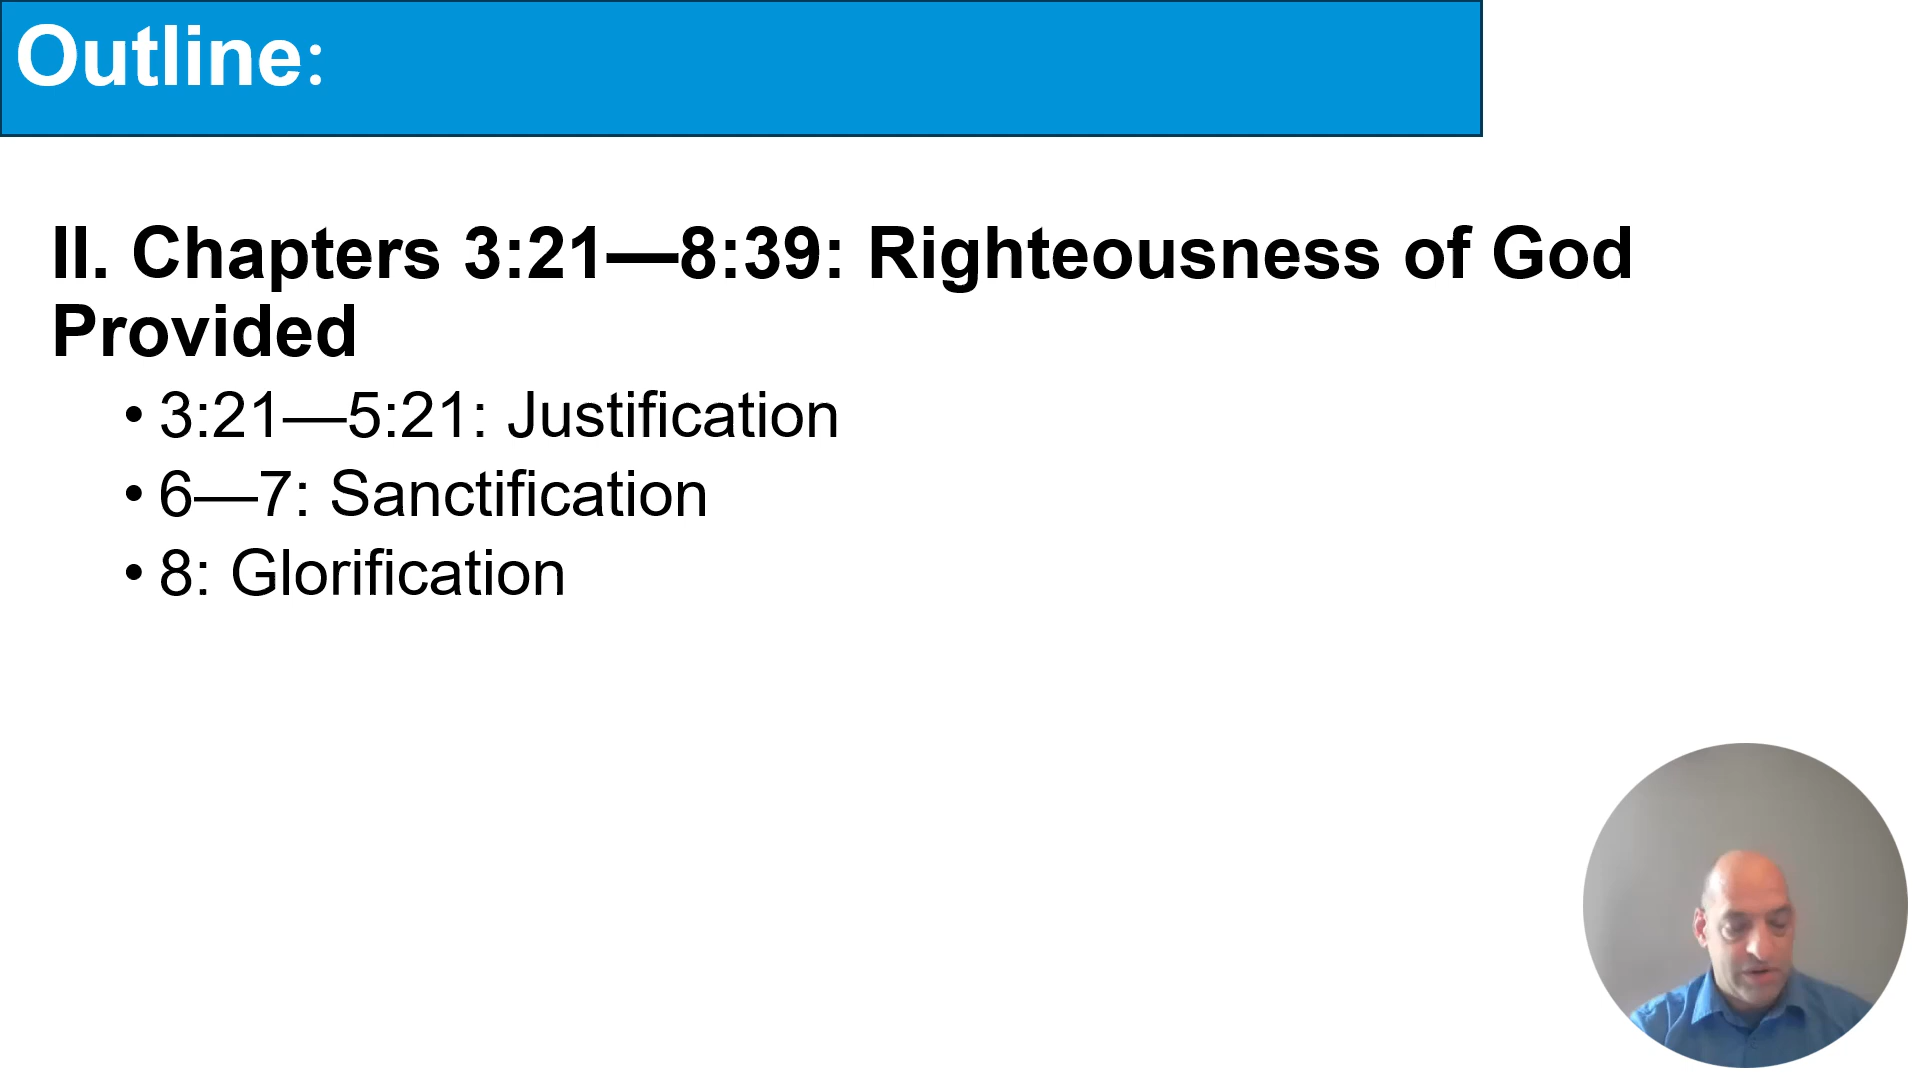 Outline:
II. Chapters 3:21—8:39: Righteousness of God
Provided
• 3:21—5:21: Justification
• 6—7: Sanctification
• 8: Glorification